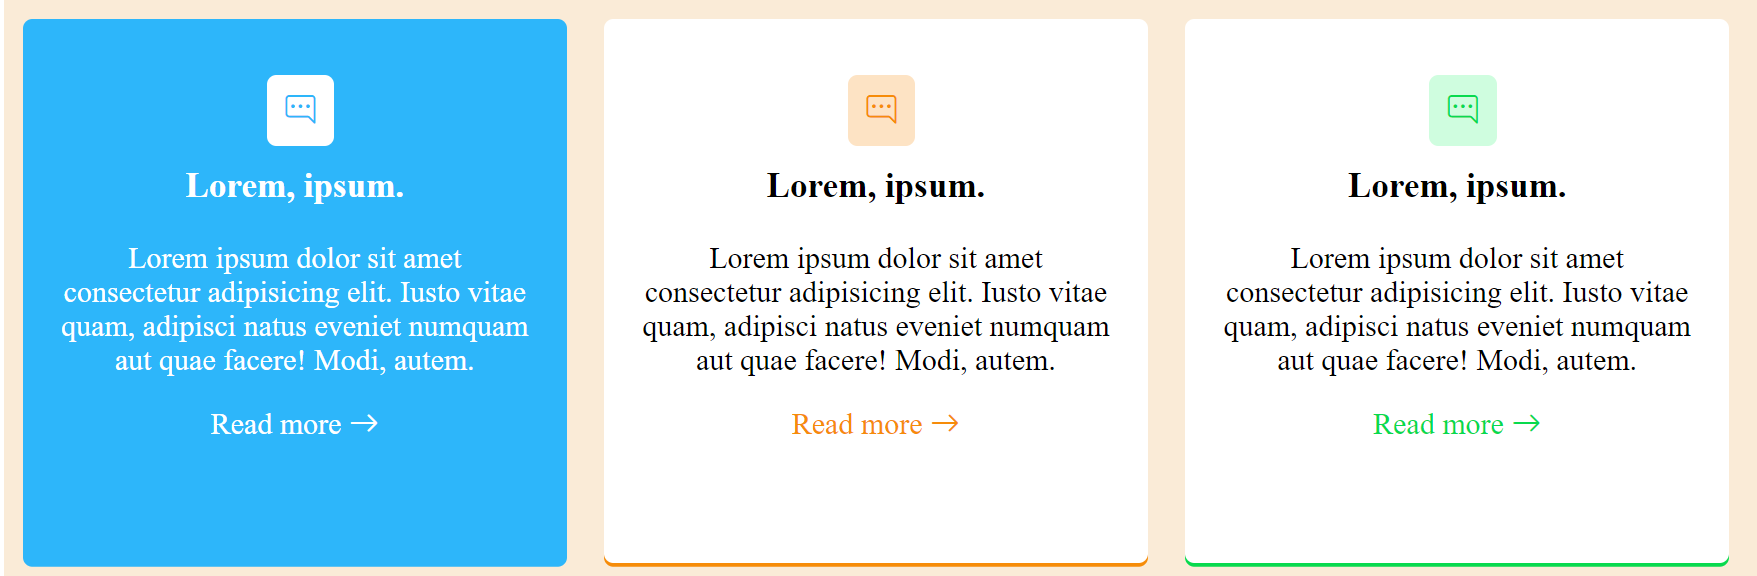 Lorem, ipsum.
Lorem ipsum dolor sit amet
consectetur adipisicing elit. Iusto vitae
quam, adipisci natus eveniet numquam
aut quae facere! Modi, autem.
Read more →
Lorem, ipsum.
Lorem ipsum dolor sit amet
consectetur adipisicing elit. Iusto vitae
quam, adipisci natus eveniet numquam
aut quae facere! Modi, autem.
Read more →
Lorem, ipsum.
Lorem ipsum dolor sit amet
consectetur adipisicing elit. Iusto vitae
quam, adipisci natus eveniet numquam
aut quae facere! Modi, autem.
Read more →